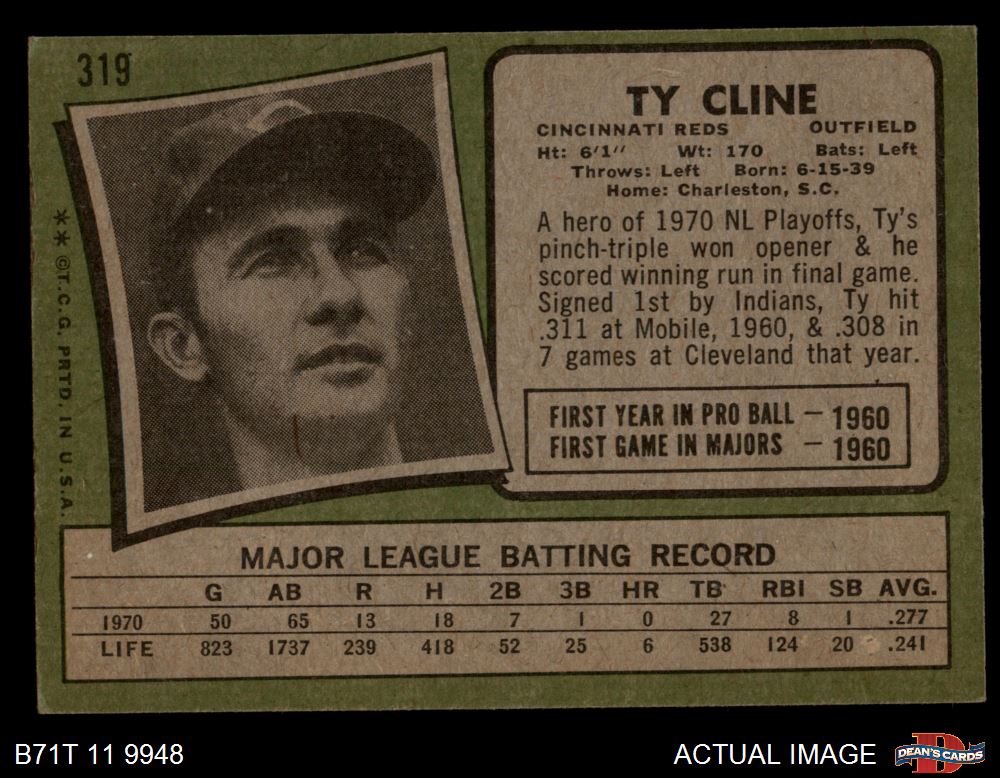 319
TY CLINE
CINCINNATI REDS OUTFIELD
Ht: 6'1" Wt: 170 Bats: Left
Throws: Left Born: 6-15-39
Home: Charleston, S.C.
A hero of 1970 NL Playoffs, Ty's
pinch-triple won opener & he
scored winning run in final game.
Signed 1st by Indians, Ty hit
.311 at Mobile, 1960, & .308 in
7 games at Cleveland that year.
FIRST YEAR IN PRO BALL — 1960
FIRST GAME IN MAJORS — 1960
**©T.C.G. PRTD. IN U.S.A.
MAJOR LEAGUE BATTING RECORD
G AB R H 2B 3B HR TB RBI SB AVG.
1970 50 65 13 18 7 1 0 27 8 1 .277
LIFE 823 1737 239 418 52 25 6 538 124 20 .241
B71T 11 9948
ACTUAL IMAGE
DEAN'S CARDS